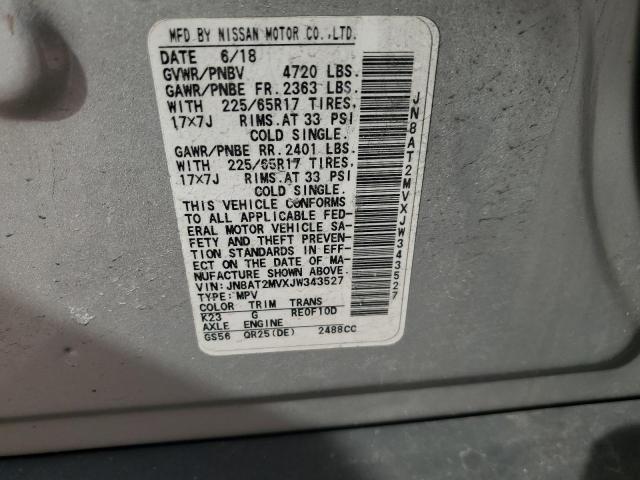 MFD BY NISSAN MOTOR CO.,LTD.
DATE 6/18
GVWR/PNBV 4720 LBS.
GAWR/PNBE FR. 2363 LBS.
WITH 225/65R17 TIRES,
17×7J RIMS. AT 33 PSI
COLD SINGLE.
GAWR/PNBE RR. 2401 LBS.
WITH 225/65R17 TIRES,
17×7J RIMS. AT 33 PSI
COLD SINGLE.
THIS VEHICLE CONFORMS
TO ALL APPLICABLE FED-
ERAL MOTOR VEHICLE SA-
FETY AND THEFT PREVEN-
TION STANDARDS IN EFF-
ECT ON THE DATE OF MA-
NUFACTURE SHOWN ABOVE.
VIN: JN8AT2MVXJW343527
TYPE: MPV
COLOR TRIM TRANS
K23 G RE0F10D
AXLE ENGINE
GS56 QR25(DE) 2488CC
JN8AT2MVXJW343527